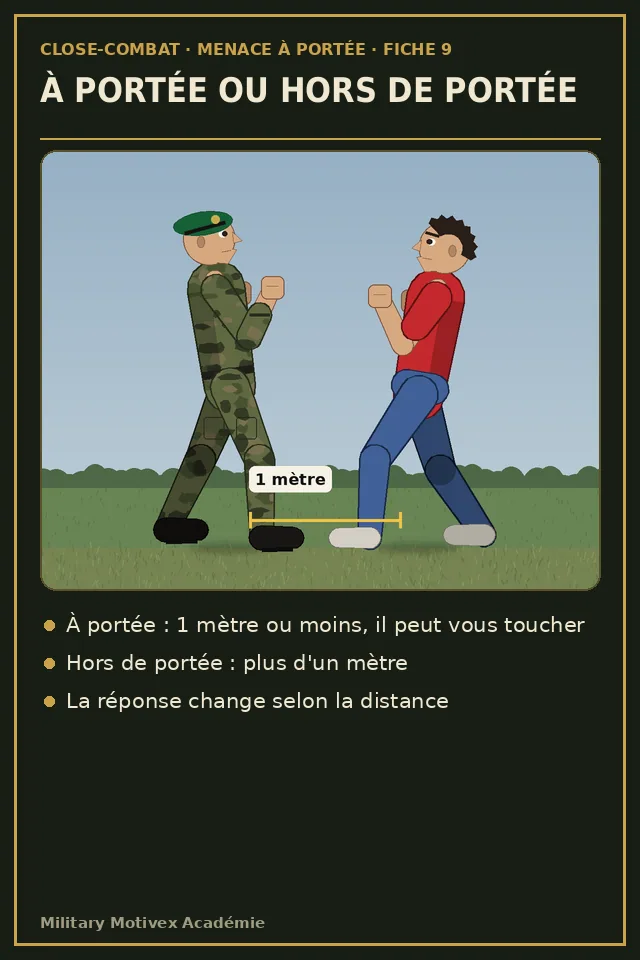 CLOSE-COMBAT · MENACE À PORTÉE · FICHE 9
À PORTÉE OU HORS DE PORTÉE
1 mètre
À portée : 1 mètre ou moins, il peut vous toucher
Hors de portée : plus d'un mètre
La réponse change selon la distance
Military Motivex Académie